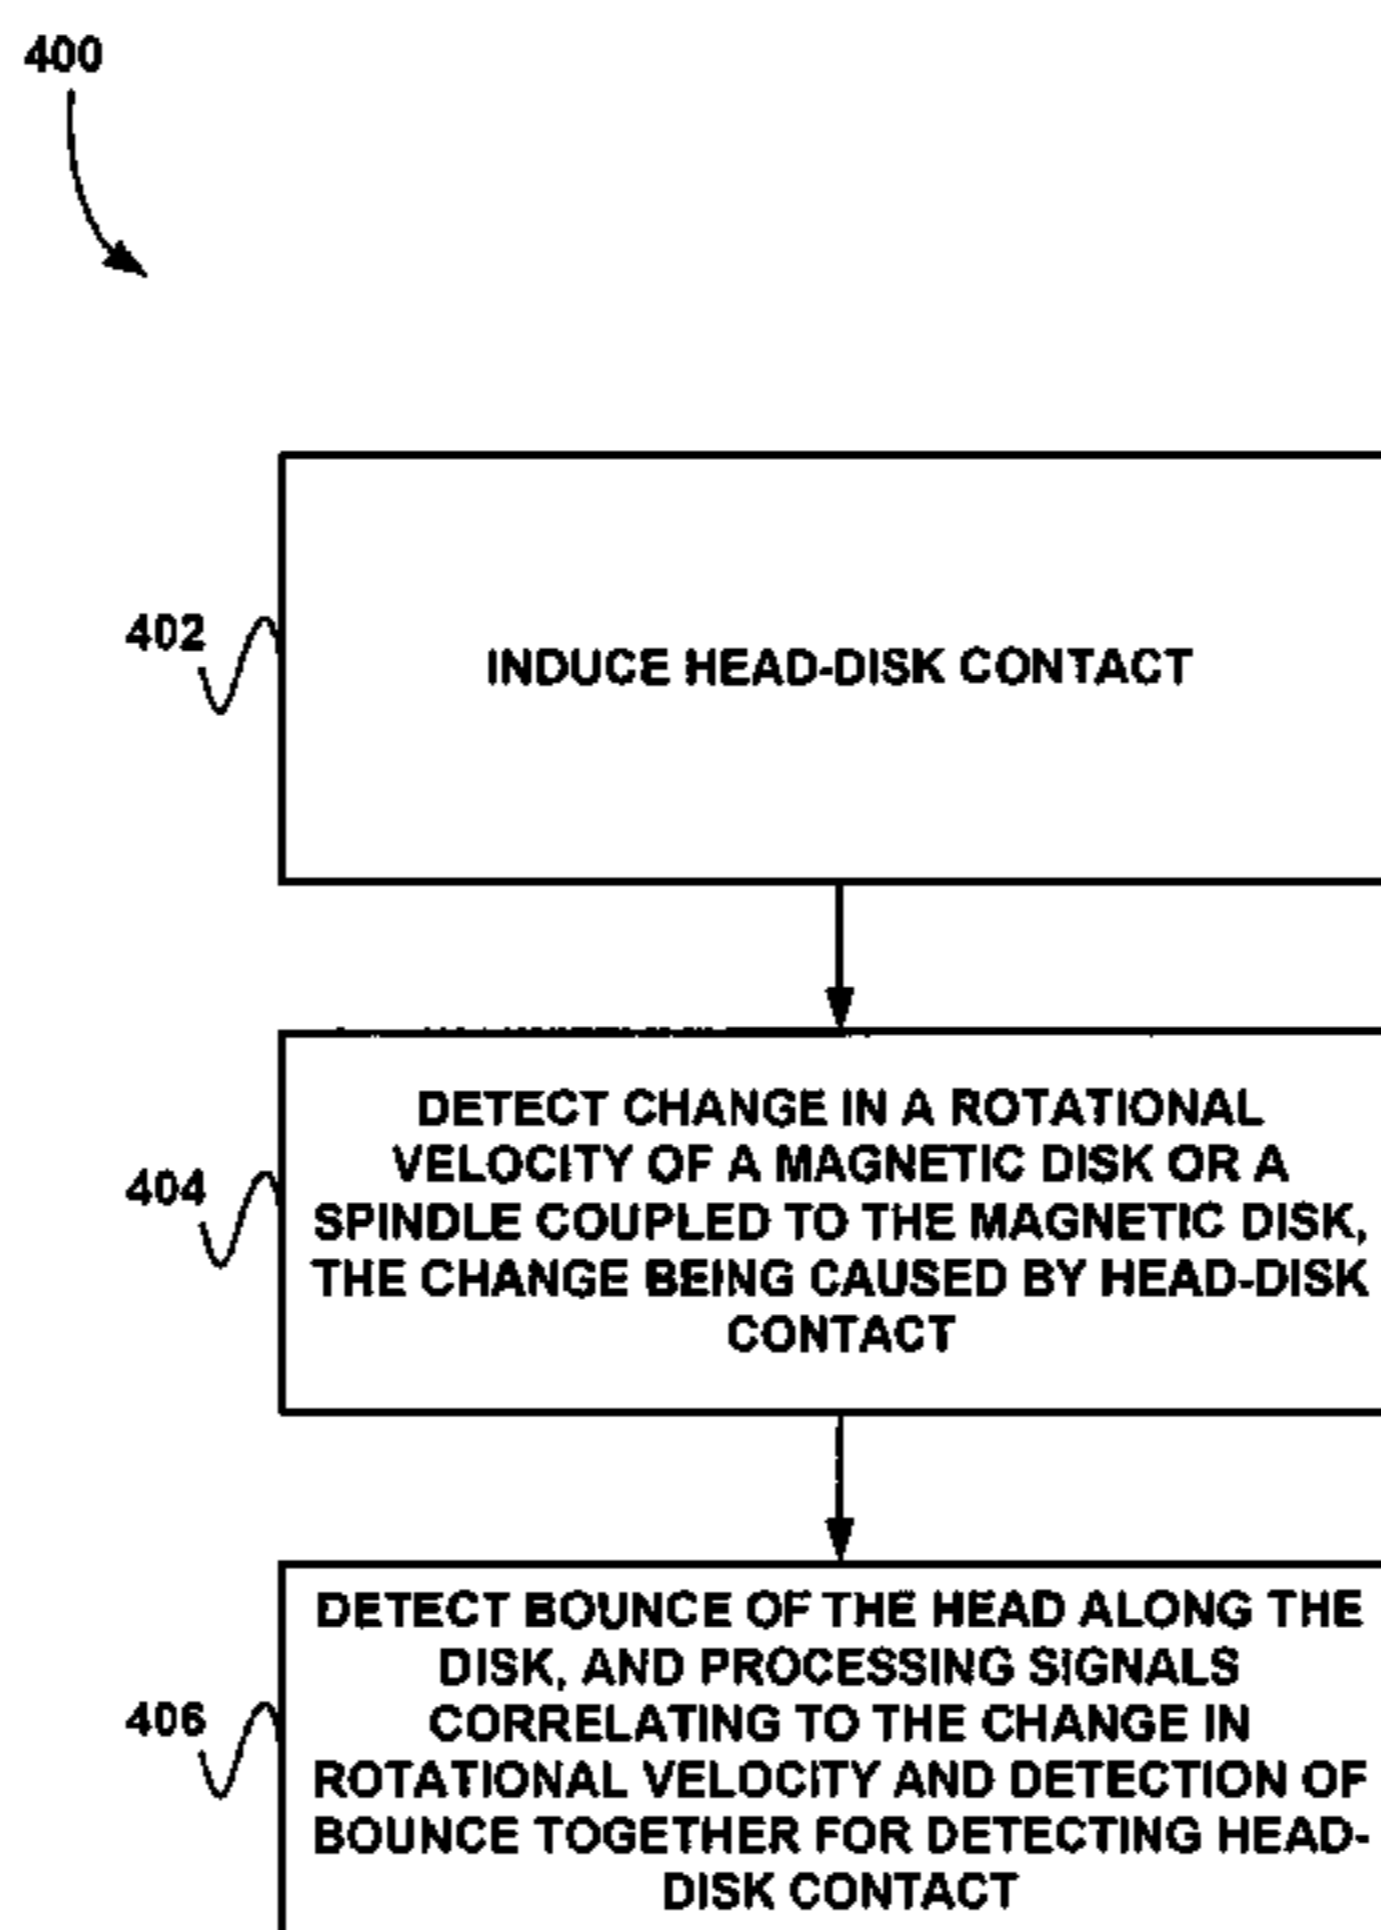 400
402
INDUCE HEAD-DISK CONTACT
404
DETECT CHANGE IN A ROTATIONAL
VELOCITY OF A MAGNETIC DISK OR A
SPINDLE COUPLED TO THE MAGNETIC DISK,
THE CHANGE BEING CAUSED BY HEAD-DISK
CONTACT
406
DETECT BOUNCE OF THE HEAD ALONG THE
DISK, AND PROCESSING SIGNALS
CORRELATING TO THE CHANGE IN
ROTATIONAL VELOCITY AND DETECTION OF
BOUNCE TOGETHER FOR DETECTING HEAD-
DISK CONTACT